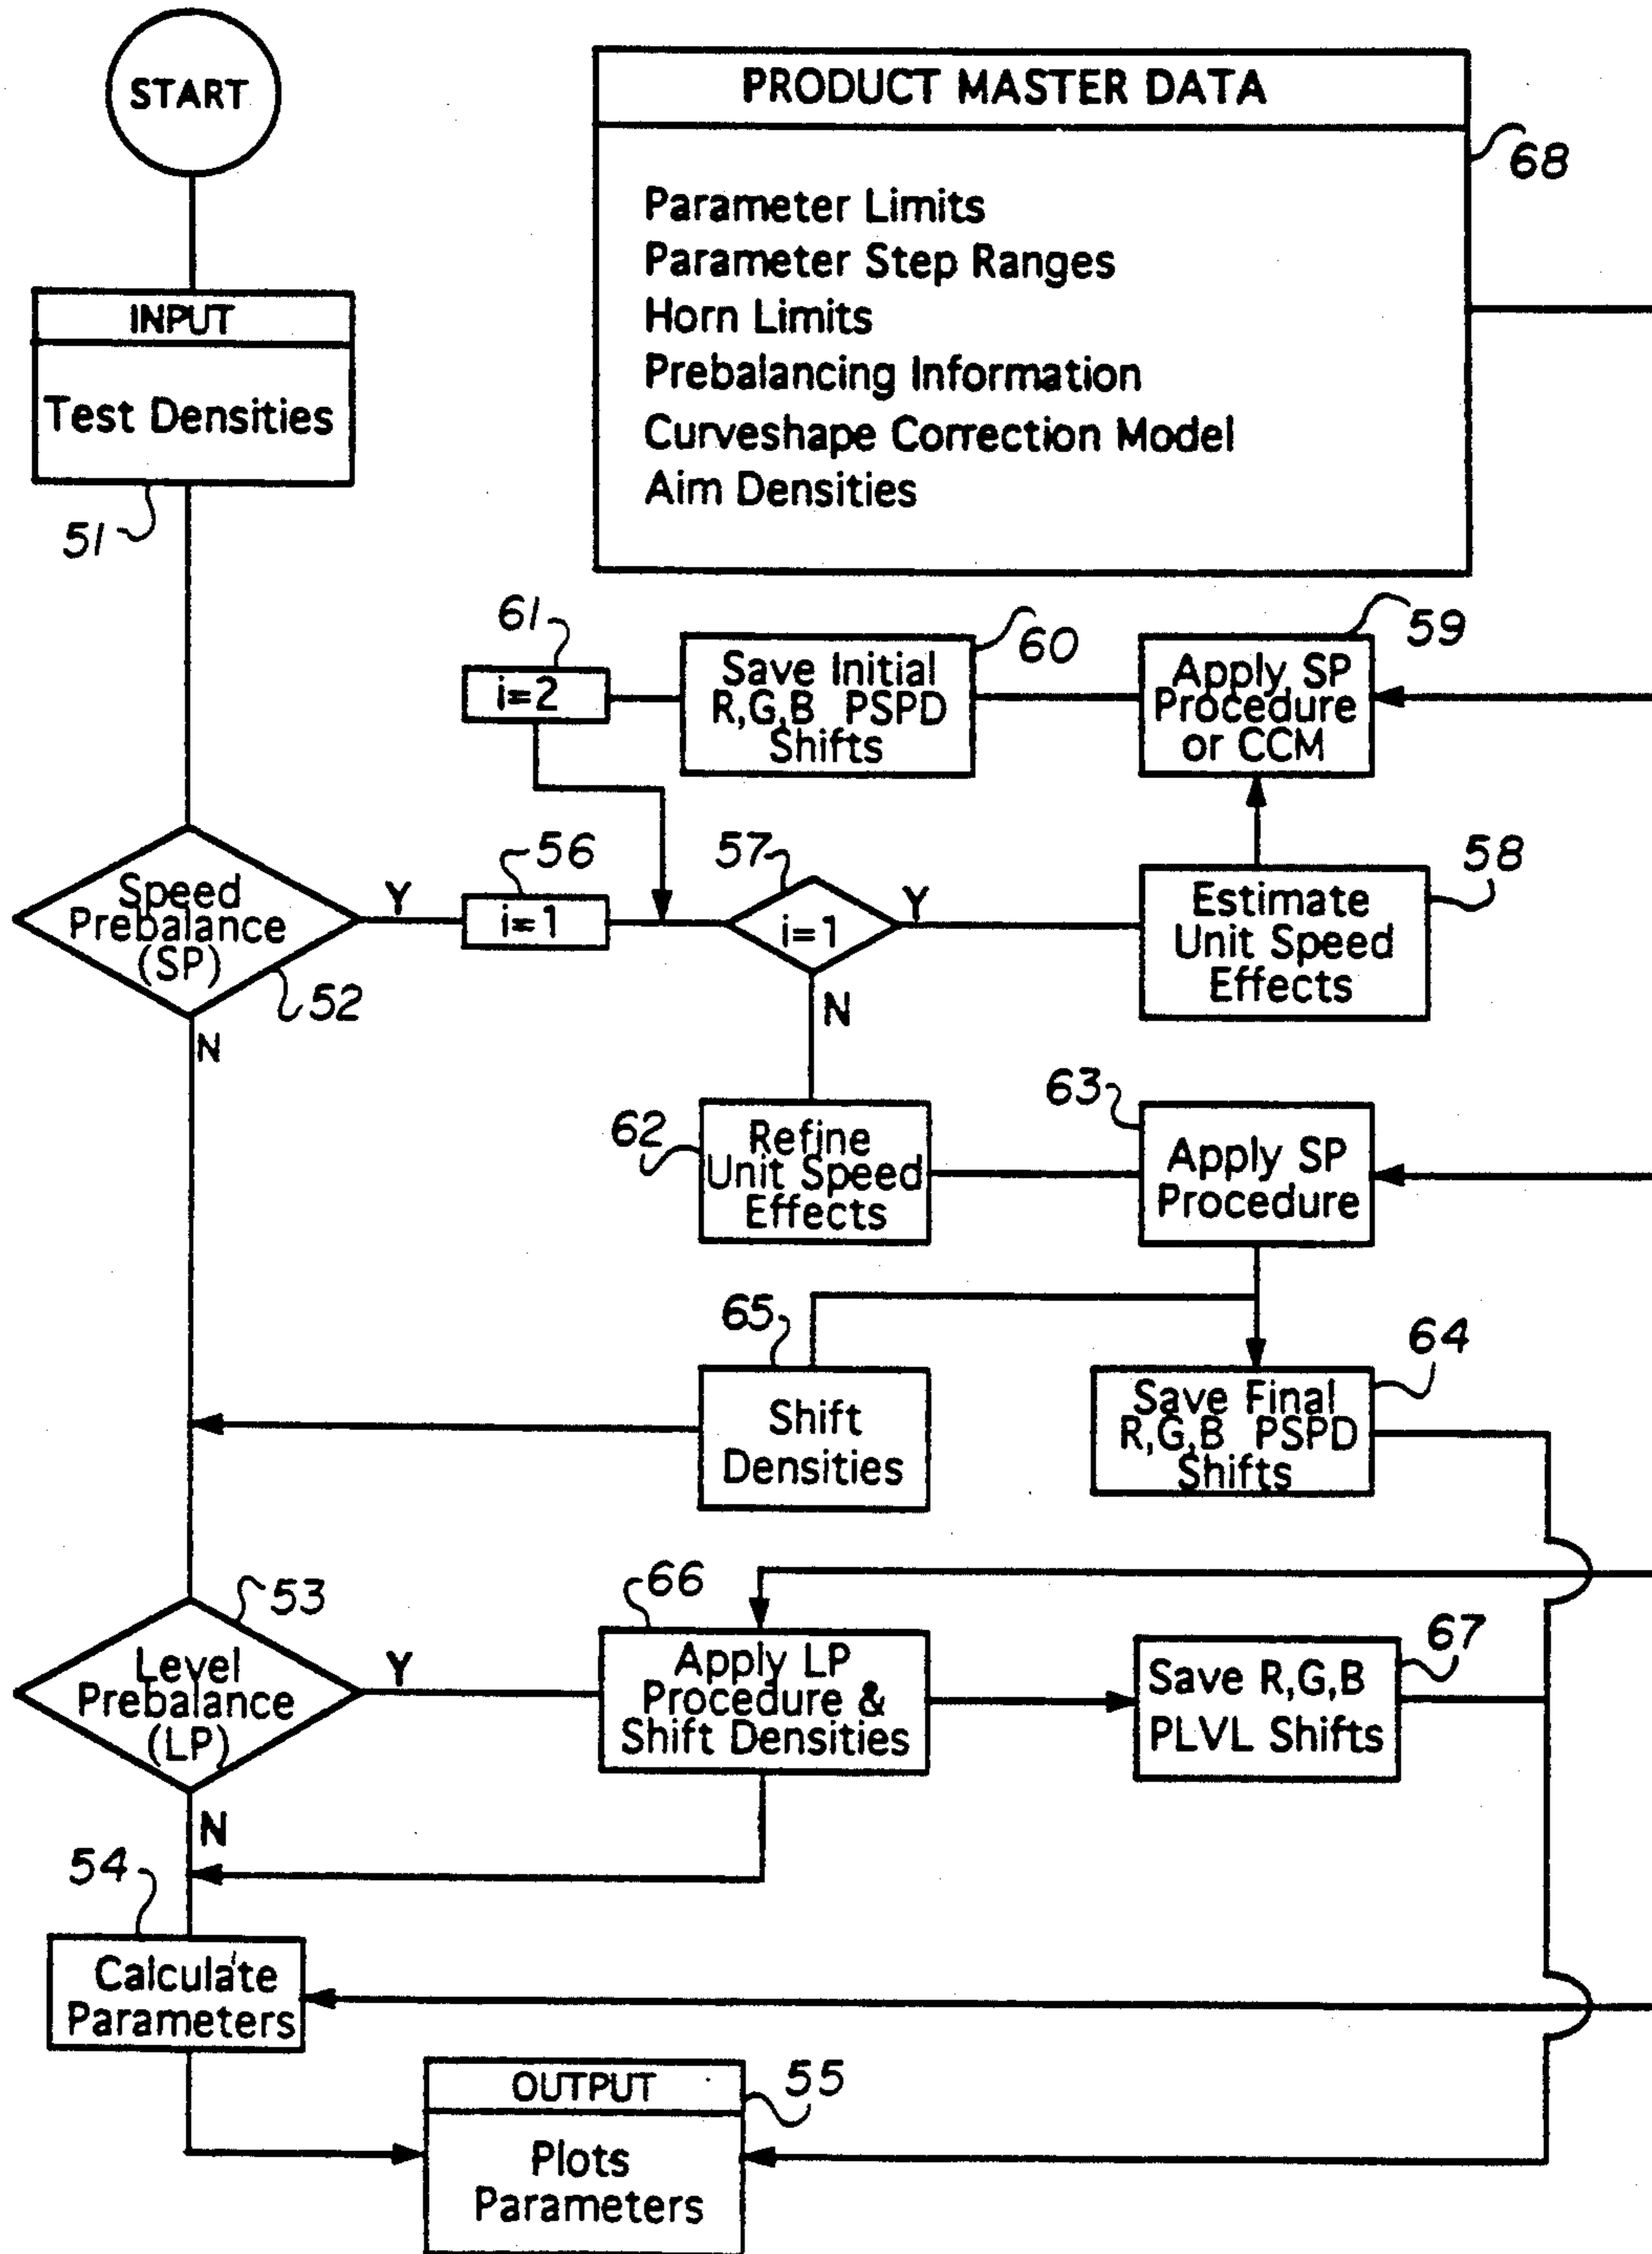 START
PRODUCT MASTER DATA
68
Parameter Limits
Parameter Step Ranges
Horn Limits
Prebalancing Information
Curveshape Correction Model
Aim Densities
INPUT
Test Densities
51
61
i=2
60
Save Initial
R,G,B PSPD
Shifts
59
Apply SP
Procedure
or CCM
Speed
Prebalance
(SP)
52
Y
N
56
i=1
57
i=1
Y
N
58
Estimate
Unit Speed
Effects
62
Refine
Unit Speed
Effects
63
Apply SP
Procedure
65
Shift
Densities
64
Save Final
R,G,B PSPD
Shifts
53
Level
Prebalance
(LP)
Y
N
66
Apply LP
Procedure &
Shift Densities
67
Save R,G,B
PLVL Shifts
54
Calculate
Parameters
OUTPUT
55
Plots
Parameters